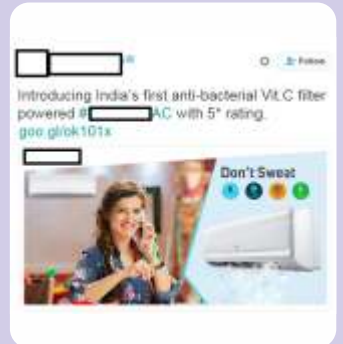 Follow
Introducing India's first anti-bacterial Vit.C filter
powered # AC with 5* rating.
goo.gl/ok101x
Don't Sweat